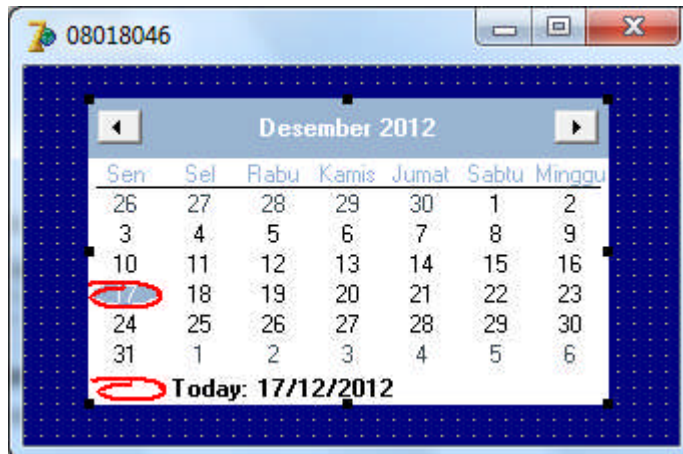 08018046
Desember 2012
Sen Sel Rabu Kamis Jumat Sabtu Minggu
26 27 28 29 30 1 2
3 4 5 6 7 8 9
10 11 12 13 14 15 16
17 18 19 20 21 22 23
24 25 26 27 28 29 30
31 1 2 3 4 5 6
Today: 17/12/2012